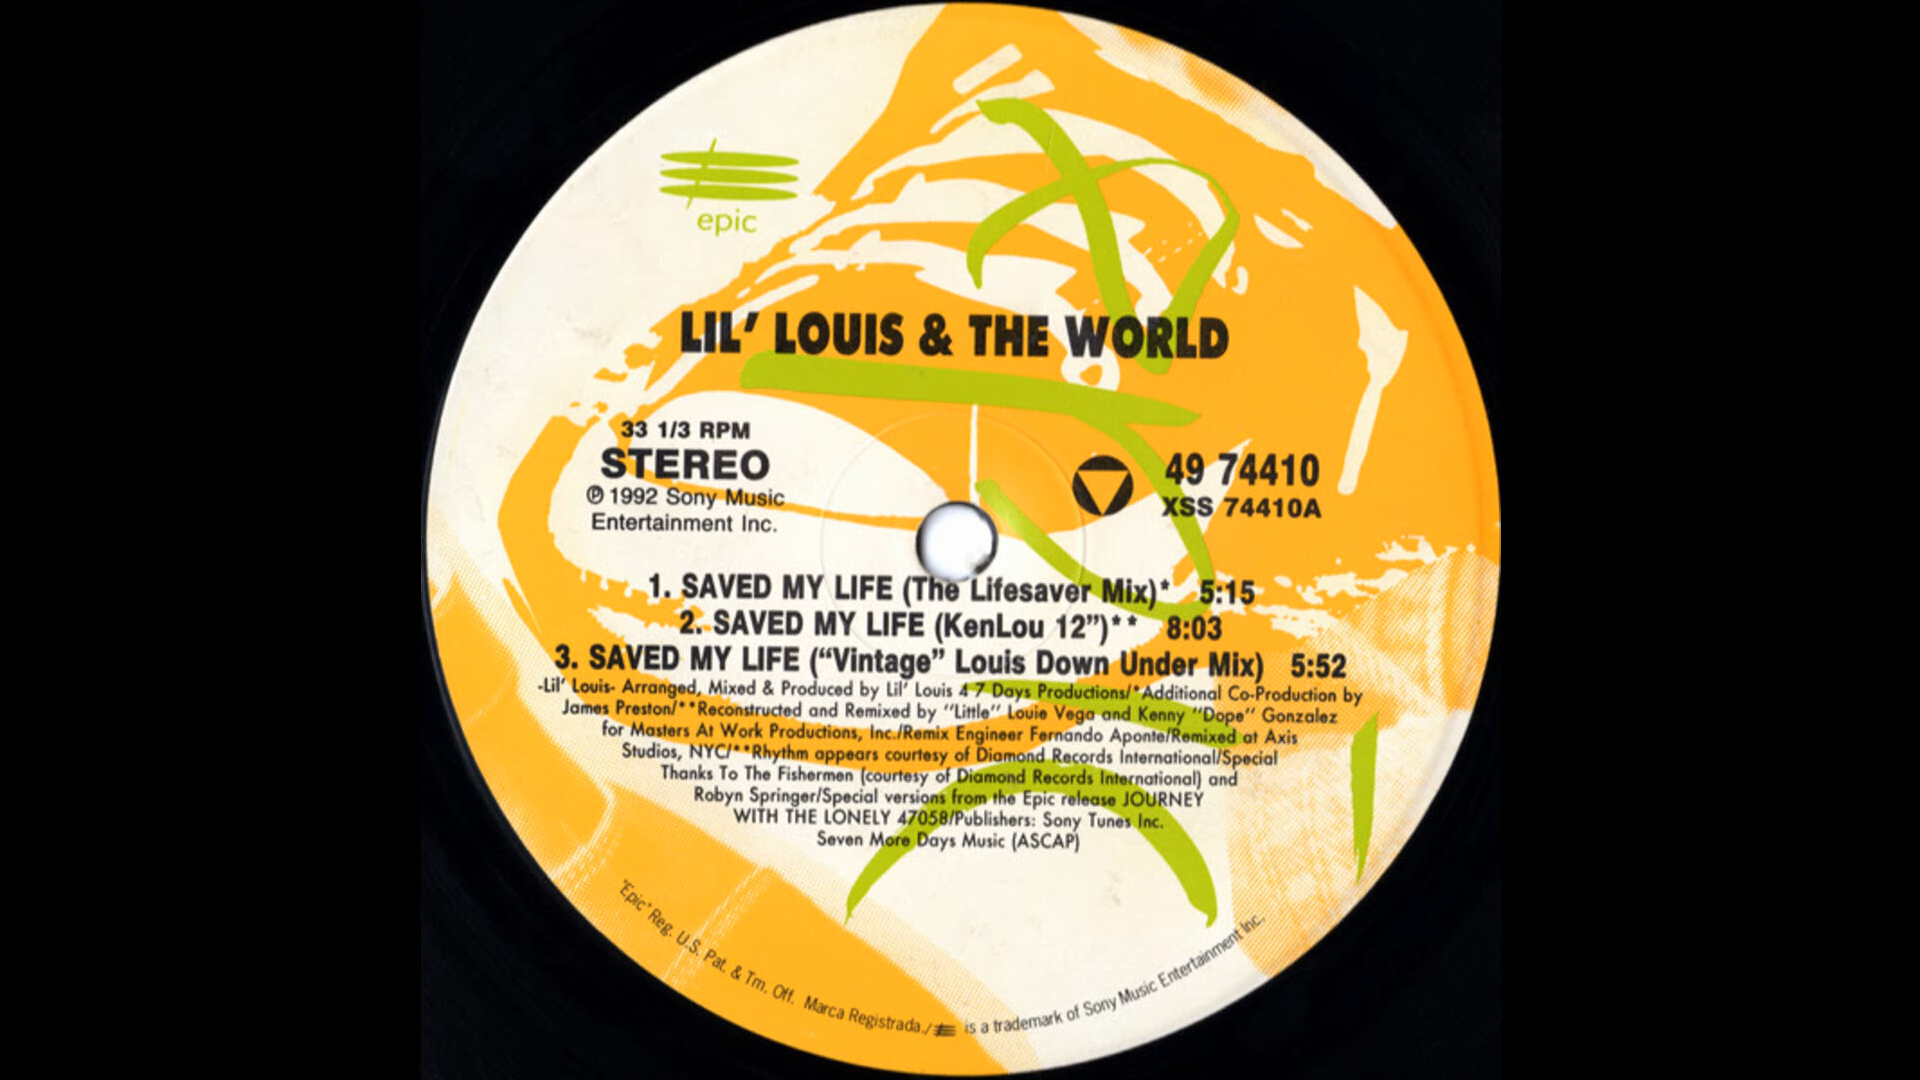 epic
LIL' LOUIS & THE WORLD
33 1/3 RPM
STEREO
℗ 1992 Sony Music
Entertainment Inc.
49 74410
XSS 74410A
1. SAVED MY LIFE (The Lifesaver Mix)* 5:15
2. SAVED MY LIFE (KenLou 12")** 8:03
3. SAVED MY LIFE ("Vintage" Louis Down Under Mix) 5:52
-Lil' Louis- Arranged, Mixed & Produced by Lil' Louis 4 7 Days Productions/*Additional Co-Production by
James Preston/**Reconstructed and Remixed by "Little" Louie Vega and Kenny "Dope" Gonzalez
for Masters At Work Productions, Inc./Remix Engineer Fernando Aponte/Remixed at Axis
Studios, NYC/**Rhythm appears courtesy of Diamond Records International/Special
Thanks To The Fishermen (courtesy of Diamond Records International) and
Robyn Springer/Special versions from the Epic release JOURNEY
WITH THE LONELY 47058/Publishers: Sony Tunes Inc.
Seven More Days Music (ASCAP)
"Epic" Reg. U.S. Pat. & Tm. Off. Marca Registrada./ is a trademark of Sony Music Entertainment Inc.